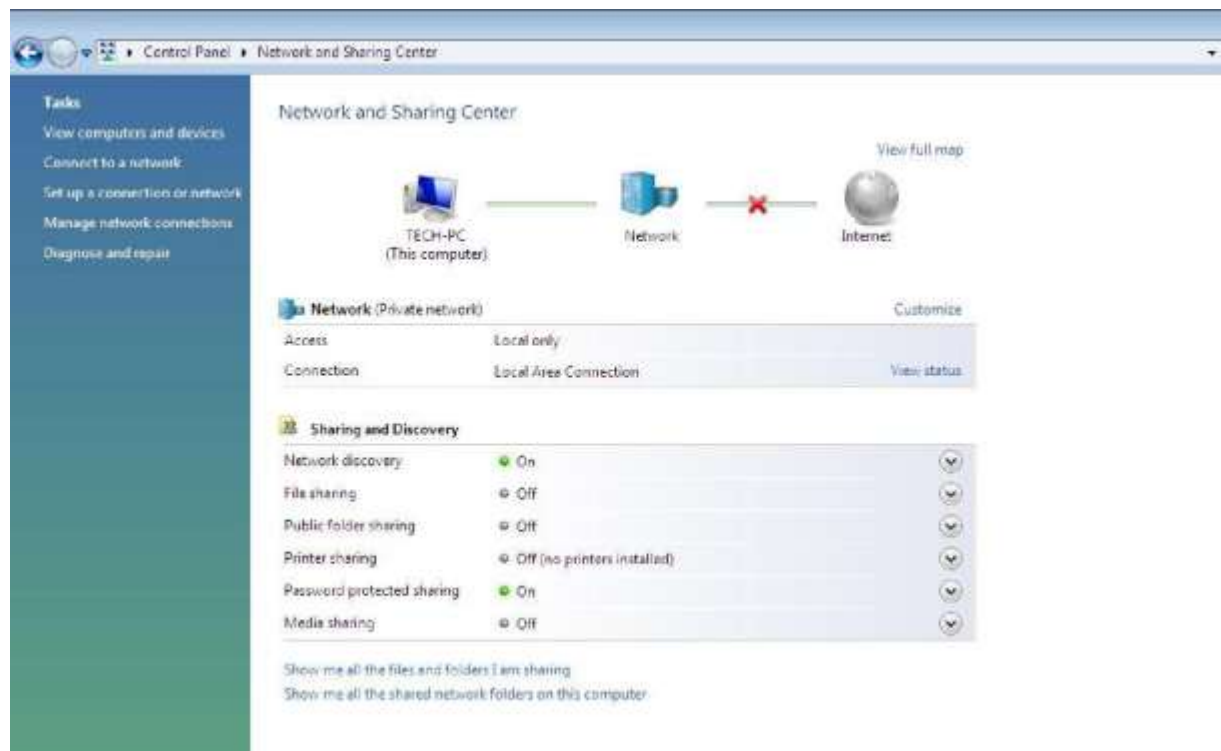 Control Panel Network and Sharing Center
Tasks
View computers and devices
Connect to a network
Set up a connection or network
Manage network connections
Diagnose and repair
Network and Sharing Center
View full map
TECH-PC
(This computer)
Network
Internet
Network (Private network) Customize
Access Local only
Connection Local Area Connection View status
Sharing and Discovery
Network discovery On
File sharing Off
Public folder sharing Off
Printer sharing Off (no printers installed)
Password protected sharing On
Media sharing Off
Show me all the files and folders I am sharing
Show me all the shared network folders on this computer